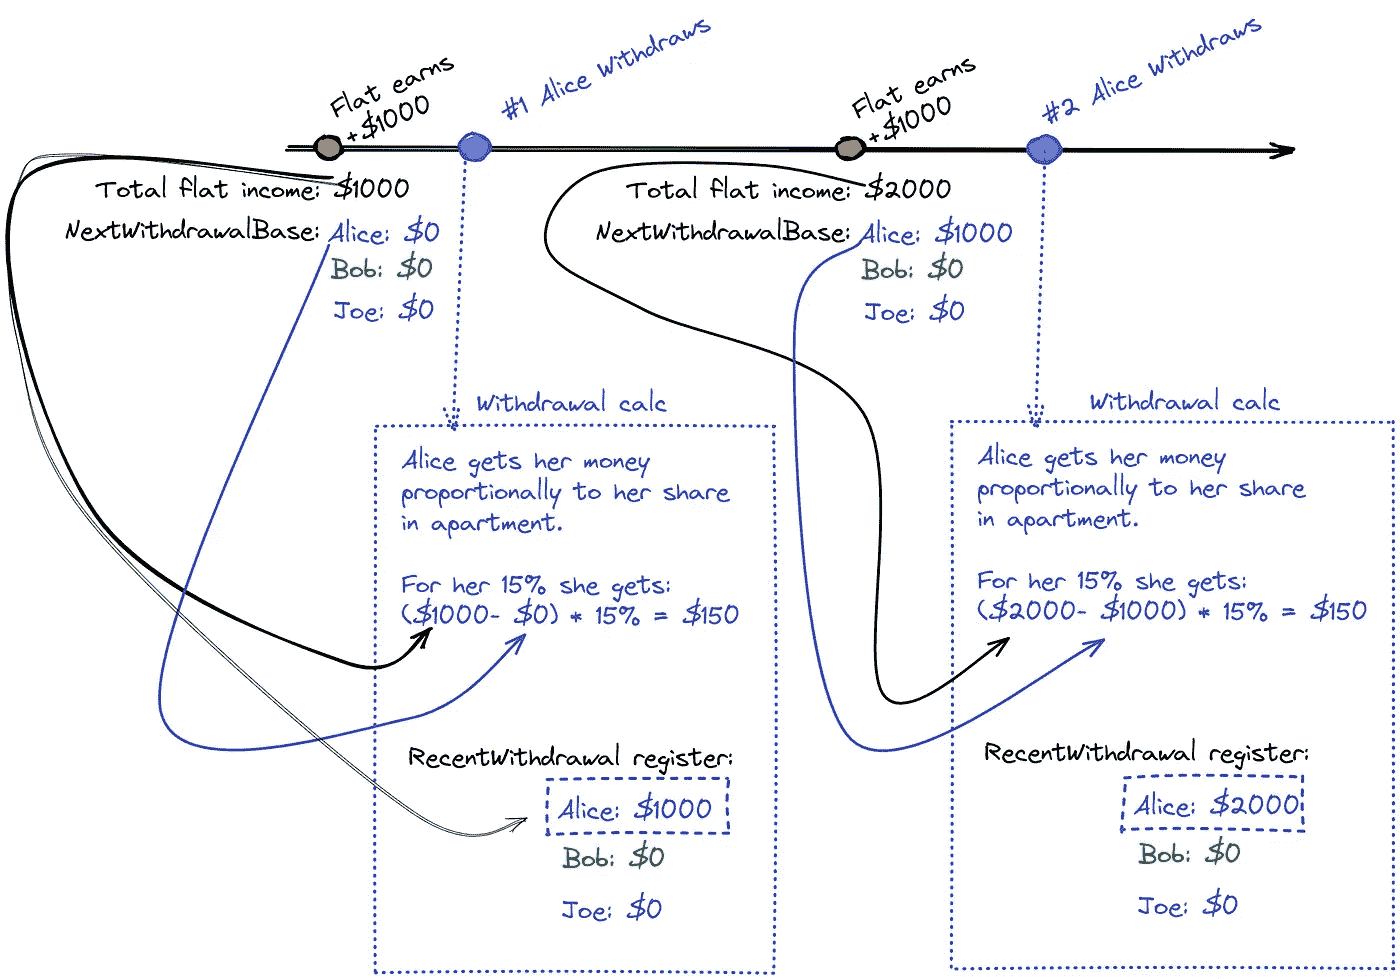 Flat earns
+$1000
#1 Alice Withdraws
Flat earns
+$1000
#2 Alice Withdraws
Total flat income: $1000
NextWithdrawalBase: Alice: $0
Bob: $0
Joe: $0
Total flat income: $2000
NextWithdrawalBase: Alice: $1000
Bob: $0
Joe: $0
Withdrawal calc
Alice gets her money
proportionally to her share
in apartment.
For her 15% she gets:
($1000- $0) * 15% = $150
RecentWithdrawal register:
Alice: $1000
Bob: $0
Joe: $0
Withdrawal calc
Alice gets her money
proportionally to her share
in apartment.
For her 15% she gets:
($2000- $1000) * 15% = $150
RecentWithdrawal register:
Alice: $2000
Bob: $0
Joe: $0